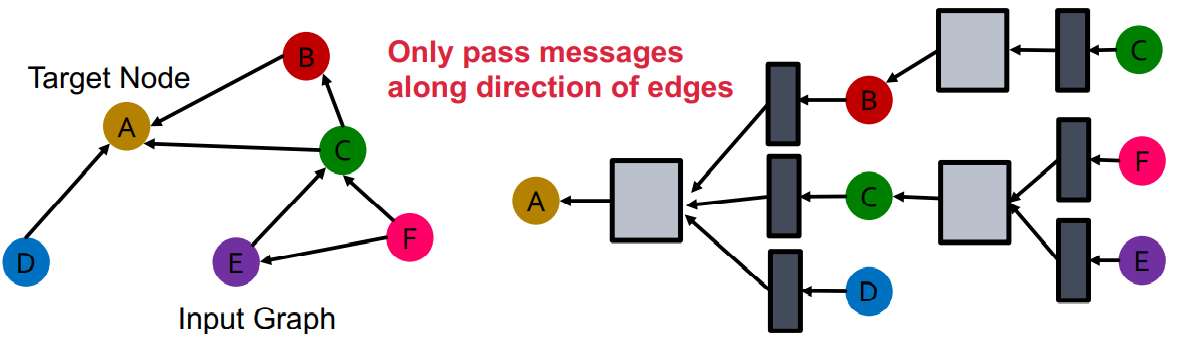 Target Node
A
B
C
D
E
F
Input Graph
Only pass messages
along direction of edges
A
B
C
D
C
F
E